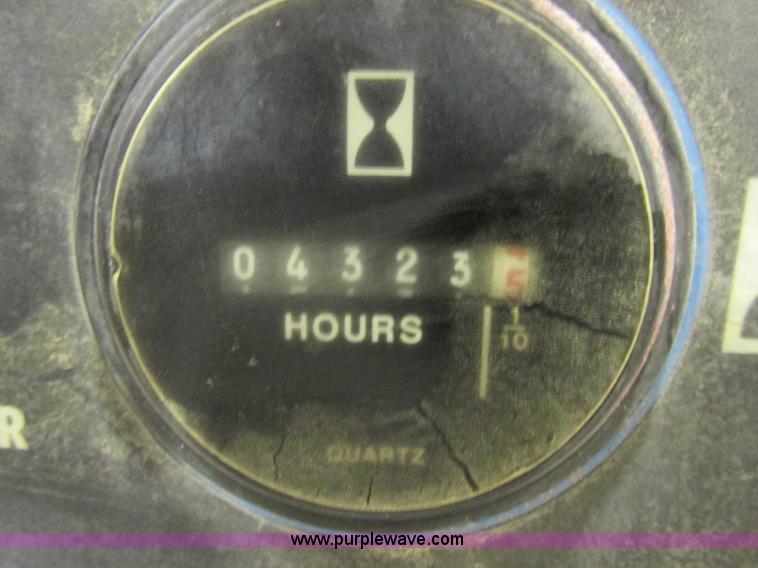 0 4 3 2 3 5
HOURS
1/10
R
QUARTZ
www.purplewave.com